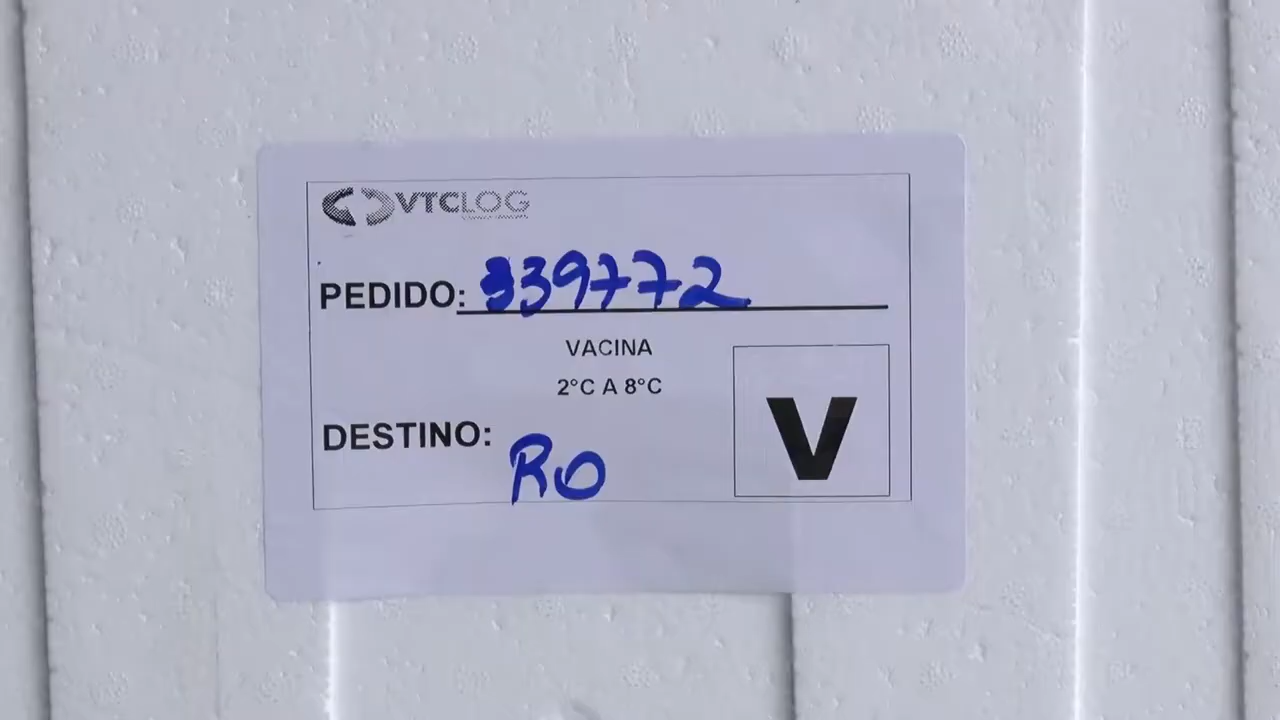 VTCLOG
PEDIDO: 339772
VACINA
2°C A 8°C
DESTINO: RO
V